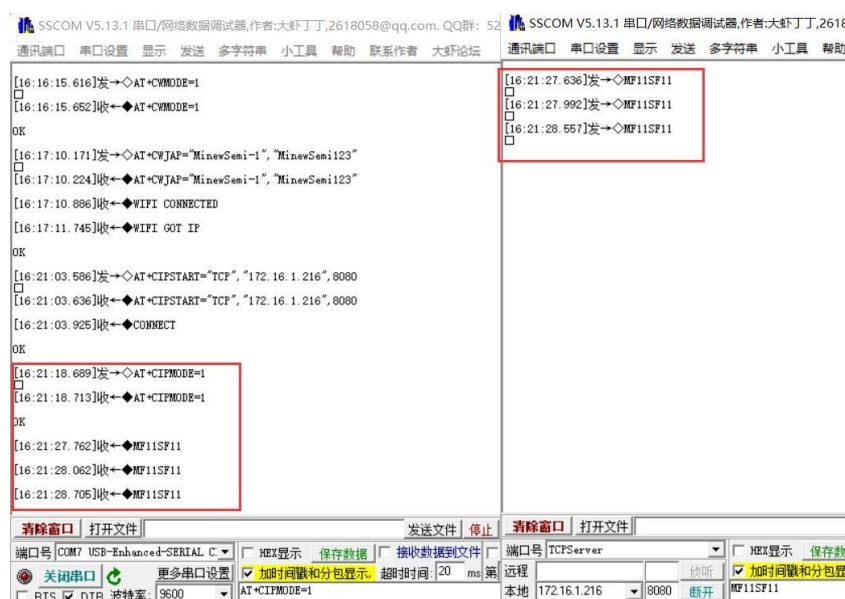 SSCOM V5.13.1 串口/网络数据调试器,作者:大虾丁丁,2618058@qq.com. QQ群: 52
通讯端口 串口设置 显示 发送 多字符串 小工具 帮助 联系作者 大虾论坛
[16:16:15.616]发→◇AT+CWMODE=1
□
[16:16:15.652]收←◆AT+CWMODE=1
OK
[16:17:10.171]发→◇AT+CWJAP="MinewSemi-1","MinewSemi123"
□
[16:17:10.224]收←◆AT+CWJAP="MinewSemi-1","MinewSemi123"
[16:17:10.886]收←◆WIFI CONNECTED
[16:17:11.745]收←◆WIFI GOT IP
OK
[16:21:03.586]发→◇AT+CIPSTART="TCP","172.16.1.216",8080
□
[16:21:03.636]收←◆AT+CIPSTART="TCP","172.16.1.216",8080
[16:21:03.925]收←◆CONNECT
OK
[16:21:18.689]发→◇AT+CIPMODE=1
□
[16:21:18.713]收←◆AT+CIPMODE=1
OK
[16:21:27.762]收←◆MF11SF11
[16:21:28.062]收←◆MF11SF11
[16:21:28.705]收←◆MF11SF11
清除窗口 打开文件 发送文件 停止
端口号 COM7 USB-Enhanced-SERIAL C HEX显示 保存数据 接收数据到文件
关闭串口 更多串口设置 加时间戳和分包显示, 超时时间: 20 ms 第
RTS DTR 波特率: 9600 AT+CIPMODE=1
SSCOM V5.13.1 串口/网络数据调试器,作者:大虾丁丁,2618
通讯端口 串口设置 显示 发送 多字符串 小工具 帮助
[16:21:27.636]发→◇MF11SF11
□
[16:21:27.992]发→◇MF11SF11
□
[16:21:28.557]发→◇MF11SF11
□
清除窗口 打开文件
端口号 TCPServer HEX显示 保存数
远程 侦听 加时间戳和分包显
本地 172.16.1.216 8080 断开 MF11SF11